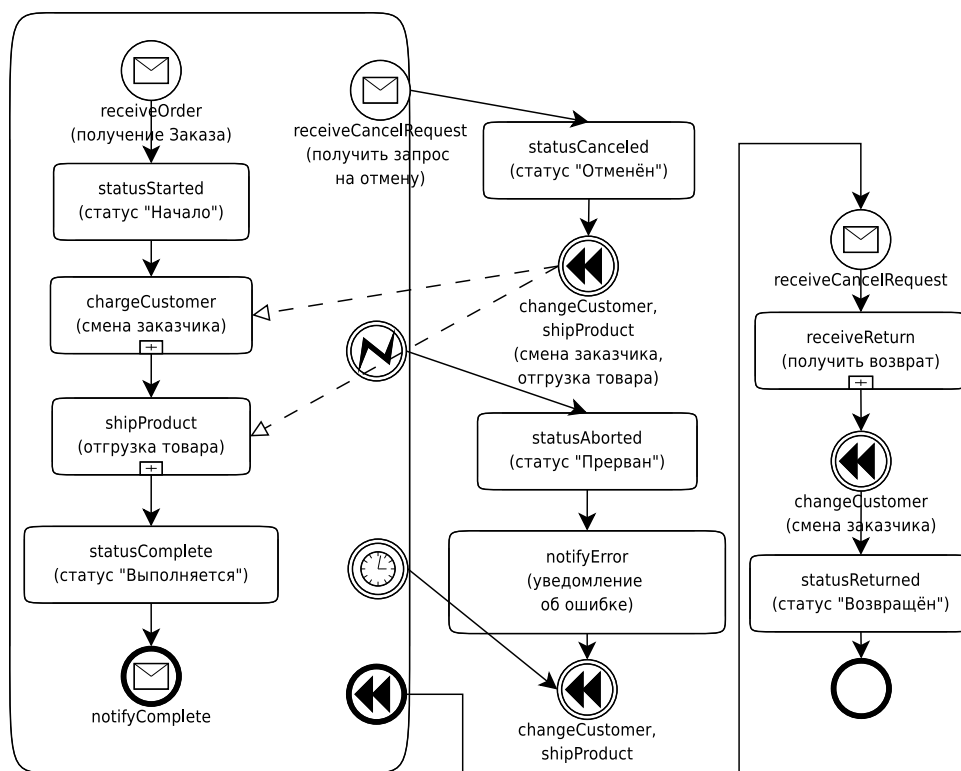 receiveOrder
(получение Заказа)
statusStarted
(статус "Начало")
chargeCustomer
(смена заказчика)
shipProduct
(отгрузка товара)
statusComplete
(статус "Выполняется")
notifyComplete
receiveCancelRequest
(получить запрос
на отмену)
statusCanceled
(статус "Отменён")
changeCustomer,
shipProduct
(смена заказчика,
отгрузка товара)
statusAborted
(статус "Прерван")
notifyError
(уведомление
об ошибке)
changeCustomer,
shipProduct
receiveCancelRequest
receiveReturn
(получить возврат)
changeCustomer
(смена заказчика)
statusReturned
(статус "Возвращён)